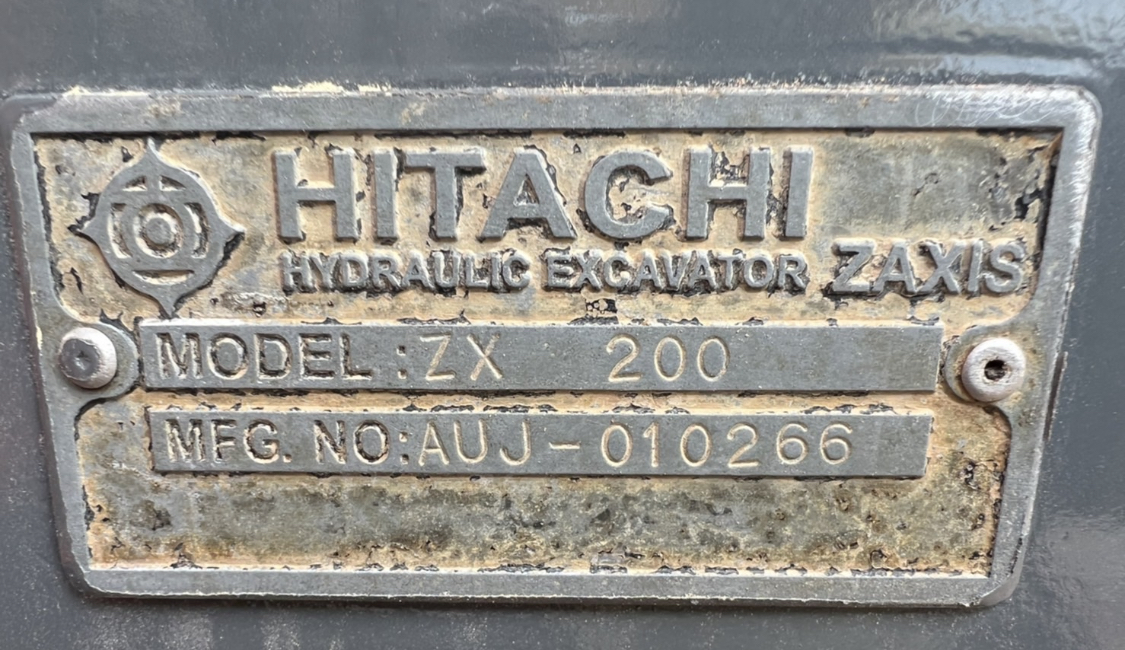 HITACHI
HYDRAULIC EXCAVATOR ZAXIS
MODEL : ZX 200
MFG. NO: AUJ-010266